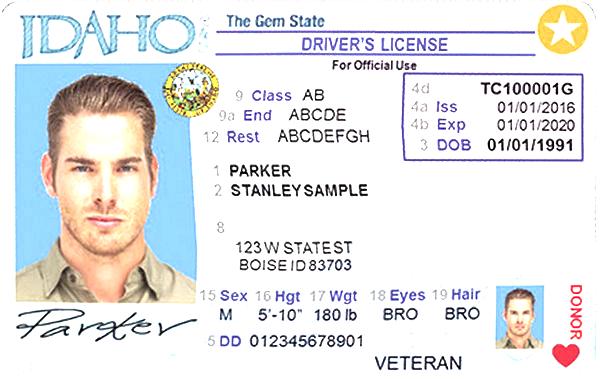 IDAHO
The Gem State
DRIVER'S LICENSE
For Official Use
9 Class AB
9a End ABCDE
12 Rest ABCDEFGH
4d TC100001G
4a Iss 01/01/2016
4b Exp 01/01/2020
3 DOB 01/01/1991
1 PARKER
2 STANLEYSAMPLE
8
123 W STATE ST
BOISE ID 83703
15 Sex 16 Hgt 17 Wgt 18 Eyes 19 Hair
M 5'-10" 180 lb BRO BRO
5 DD 012345678901
VETERAN
DONOR
Parker